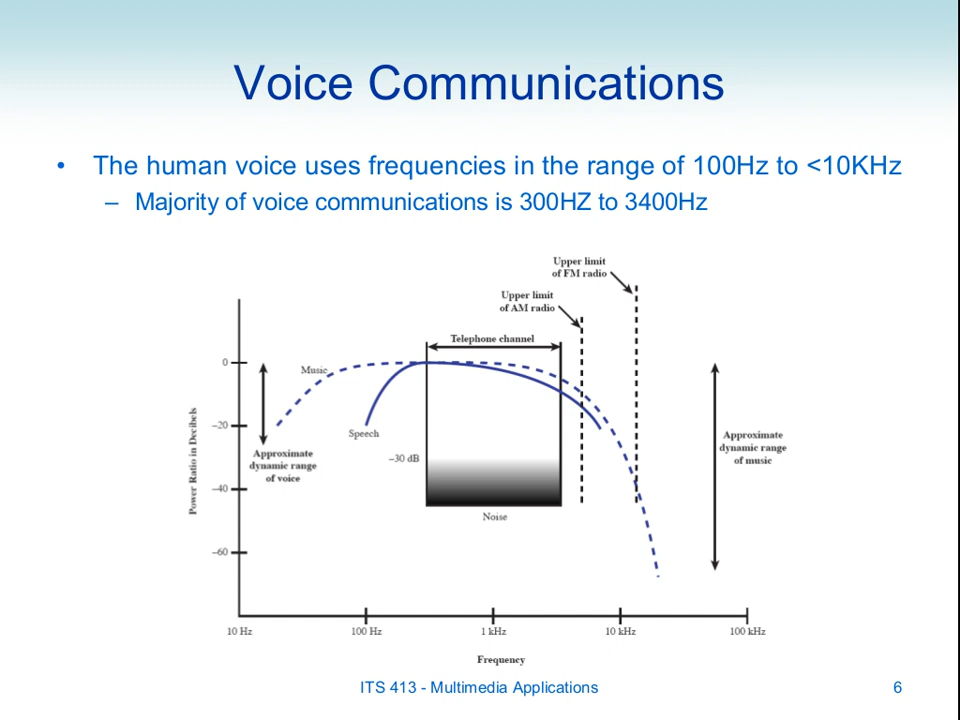 Voice Communications
• The human voice uses frequencies in the range of 100Hz to <10KHz
– Majority of voice communications is 300HZ to 3400Hz
Upper limit
of FM radio
Upper limit
of AM radio
Telephone channel
0
Music
–20
Speech
Approximate
dynamic range
of voice
–30 dB
Approximate
dynamic range
of music
Power Ratio in Decibels
–40
Noise
–60
10 Hz
100 Hz
1 kHz
10 kHz
100 kHz
Frequency
ITS 413 - Multimedia Applications
6